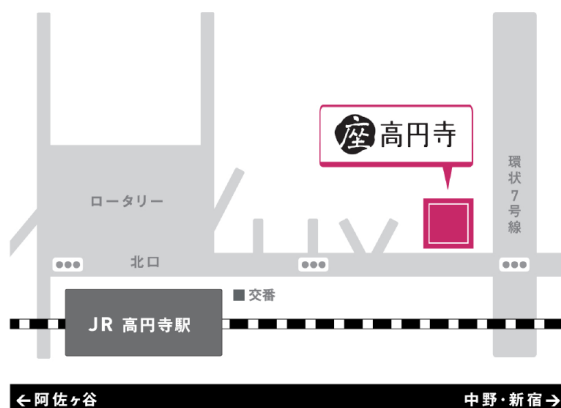 座高円寺
環状7号線
ロータリー
北口
交番
JR 高円寺駅
←阿佐ヶ谷
中野・新宿→